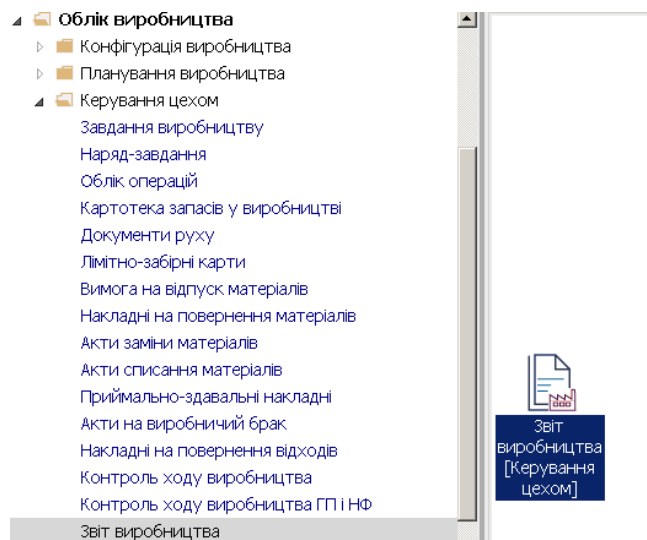 Облік виробництва
Конфігурація виробництва
Планування виробництва
Керування цехом
Завдання виробництву
Наряд-завдання
Облік операцій
Картотека запасів у виробництві
Документи руху
Лімітно-забірні карти
Вимога на відпуск матеріалів
Накладні на повернення матеріалів
Акти заміни матеріалів
Акти списання матеріалів
Приймально-здавальні накладні
Акти на виробничий брак
Накладні на повернення відходів
Контроль ходу виробництва
Контроль ходу виробництва ГП і НФ
Звіт виробництва
Звіт
виробництва
[Керування
цехом]